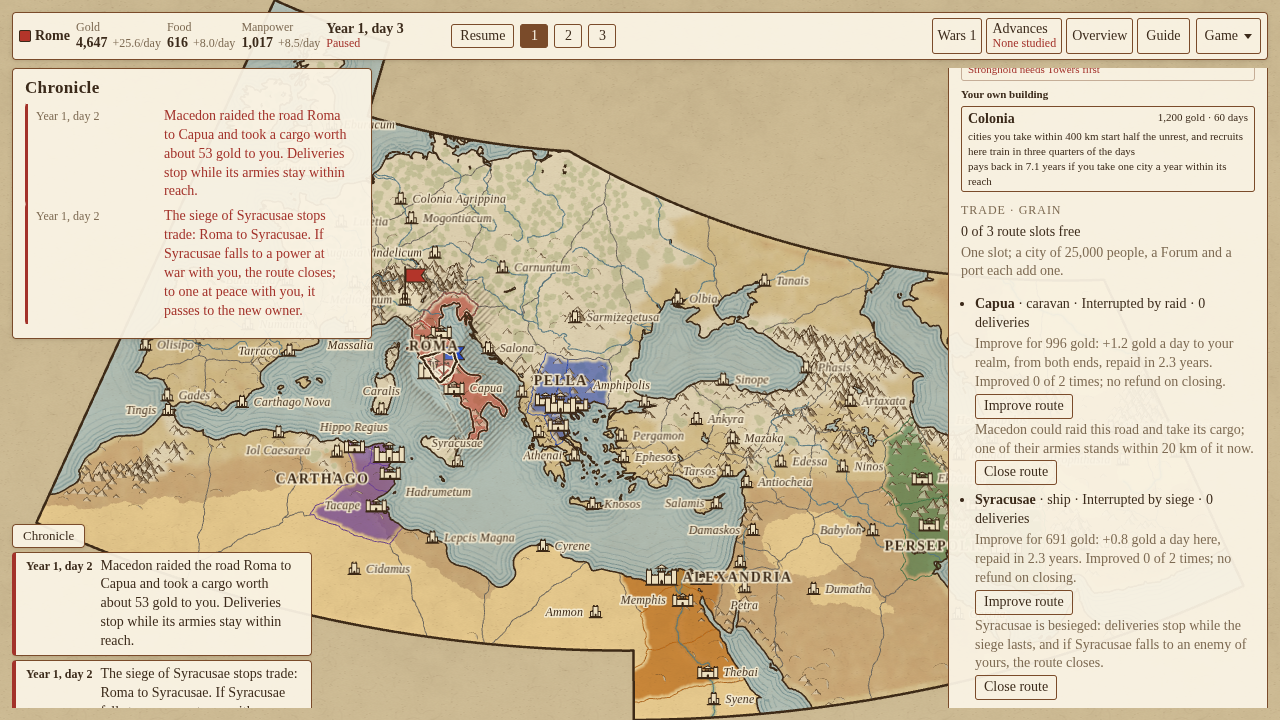 Rome
Gold
4,647 +25.6/day
Food
616 +8.0/day
Manpower
1,017 +8.5/day
Year 1, day 3
Paused
Resume
1
2
3
Wars 1
Advances
None studied
Overview
Guide
Game
Chronicle
Year 1, day 2
Macedon raided the road Roma
to Capua and took a cargo worth
about 53 gold to you. Deliveries
stop while its armies stay within
reach.
Year 1, day 2
The siege of Syracusae stops
trade: Roma to Syracusae. If
Syracusae falls to a power at
war with you, the route closes;
to one at peace with you, it
passes to the new owner.
Colonia Agrippina
Mogontiacum
Carnuntum
Tanais
Olbia
Sarmizegetusa
Olisipo
Tarraco
Massalia
ROMA
Salona
Phasis
Sinope
PELLA
Amphipolis
Gades
Carthago Nova
Caralis
Capua
Artaxata
Tingis
Ankyra
Hippo Regius
Pergamon
Mazaka
Iol Caesarea
Syracusae
Athenai
Ephesos
Edessa
Ninos
Tarsos
CARTHAGO
Antiocheia
Hadrumetum
Tacape
Knosos
Salamis
Damaskos
Babylon
Lepcis Magna
Cyrene
PERSEP
Cidamus
ALEXANDRIA
Memphis
Petra
Dumatha
Ammon
Thebai
Syene
Chronicle
Year 1, day 2 Macedon raided the road Roma to
Capua and took a cargo worth
about 53 gold to you. Deliveries
stop while its armies stay within
reach.
Year 1, day 2 The siege of Syracusae stops trade:
Roma to Syracusae. If Syracusae
Stronghold needs Towers first
Your own building
Colonia 1,200 gold · 60 days
cities you take within 400 km start half the unrest, and recruits
here train in three quarters of the days
pays back in 7.1 years if you take one city a year within its
reach
TRADE · GRAIN
0 of 3 route slots free
One slot; a city of 25,000 people, a Forum and a
port each add one.
Capua · caravan · Interrupted by raid · 0
deliveries
Improve for 996 gold: +1.2 gold a day to your
realm, from both ends, repaid in 2.3 years.
Improved 0 of 2 times; no refund on closing.
Improve route
Macedon could raid this road and take its cargo;
one of their armies stands within 20 km of it now.
Close route
Syracusae · ship · Interrupted by siege · 0
deliveries
Improve for 691 gold: +0.8 gold a day here,
repaid in 2.3 years. Improved 0 of 2 times; no
refund on closing.
Improve route
Syracusae is besieged: deliveries stop while the
siege lasts, and if Syracusae falls to an enemy of
yours, the route closes.
Close route